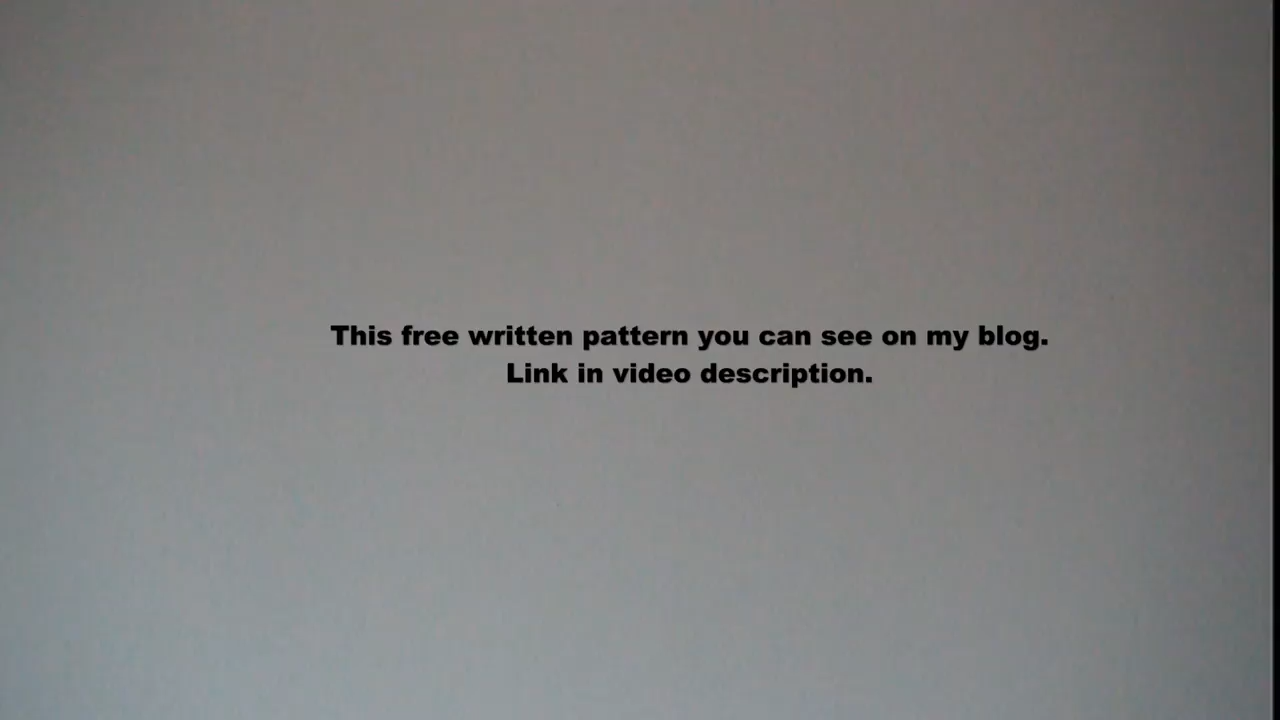 This free written pattern you can see on my blog.
Link in video description.